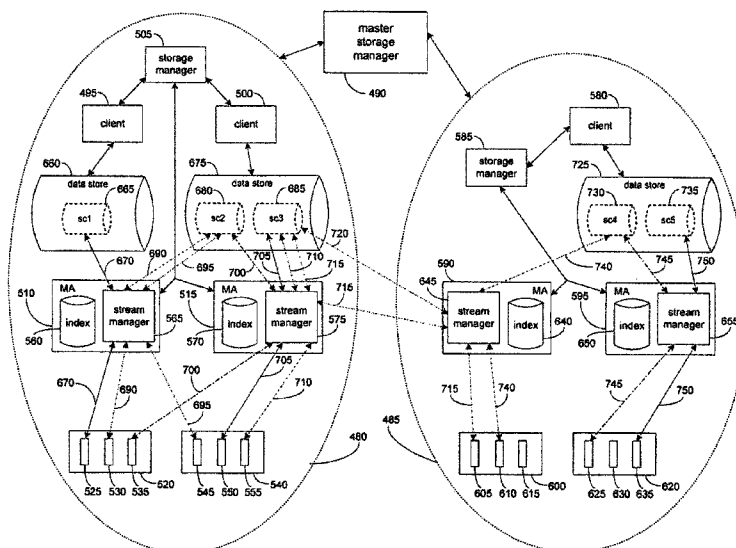 505
storage
manager
master
storage
manager
490
495
500
client
client
580
client
585
storage
manager
660
665
data store
sc1
675
680
685
data store
sc2
sc3
725
730
735
data store
sc4
sc5
720
670
690
695
700
705
710
715
715
740
745
750
510
560
MA
index
stream
manager
565
515
570
MA
index
stream
manager
575
590
645
MA
stream
manager
index
640
595
650
MA
index
stream
manager
655
670
690
700
695
705
710
715
740
745
750
480
485
525
530
535
520
545
550
555
540
605
610
615
600
625
630
635
620